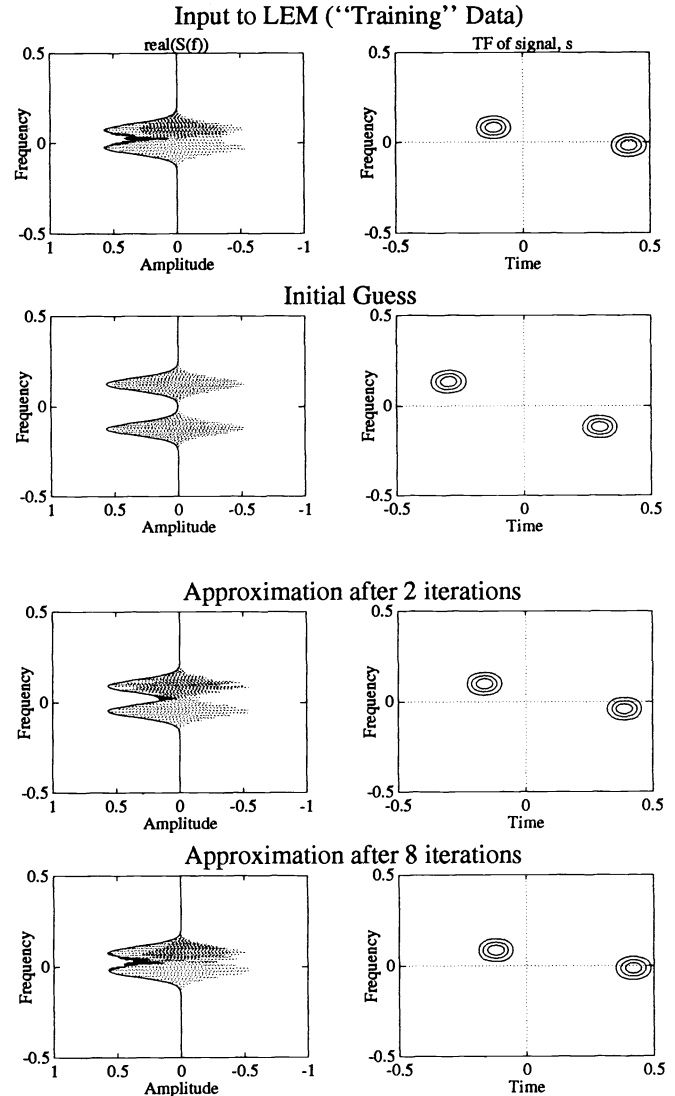 Input to LEM (“Training” Data)
real(S(f))
TF of signal, s
0.5
0
-0.5
Frequency
1 0.5 0 -0.5 -1
Amplitude
0.5
0
-0.5
Frequency
-0.5 0 0.5
Time
Initial Guess
0.5
0
-0.5
Frequency
1 0.5 0 -0.5 -1
Amplitude
0.5
0
-0.5
Frequency
-0.5 0 0.5
Time
Approximation after 2 iterations
0.5
0
-0.5
Frequency
1 0.5 0 -0.5 -1
Amplitude
0.5
0
-0.5
Frequency
-0.5 0 0.5
Time
Approximation after 8 iterations
0.5
0
-0.5
Frequency
1 0.5 0 -0.5 -1
Amplitude
0.5
0
-0.5
Frequency
-0.5 0 0.5
Time